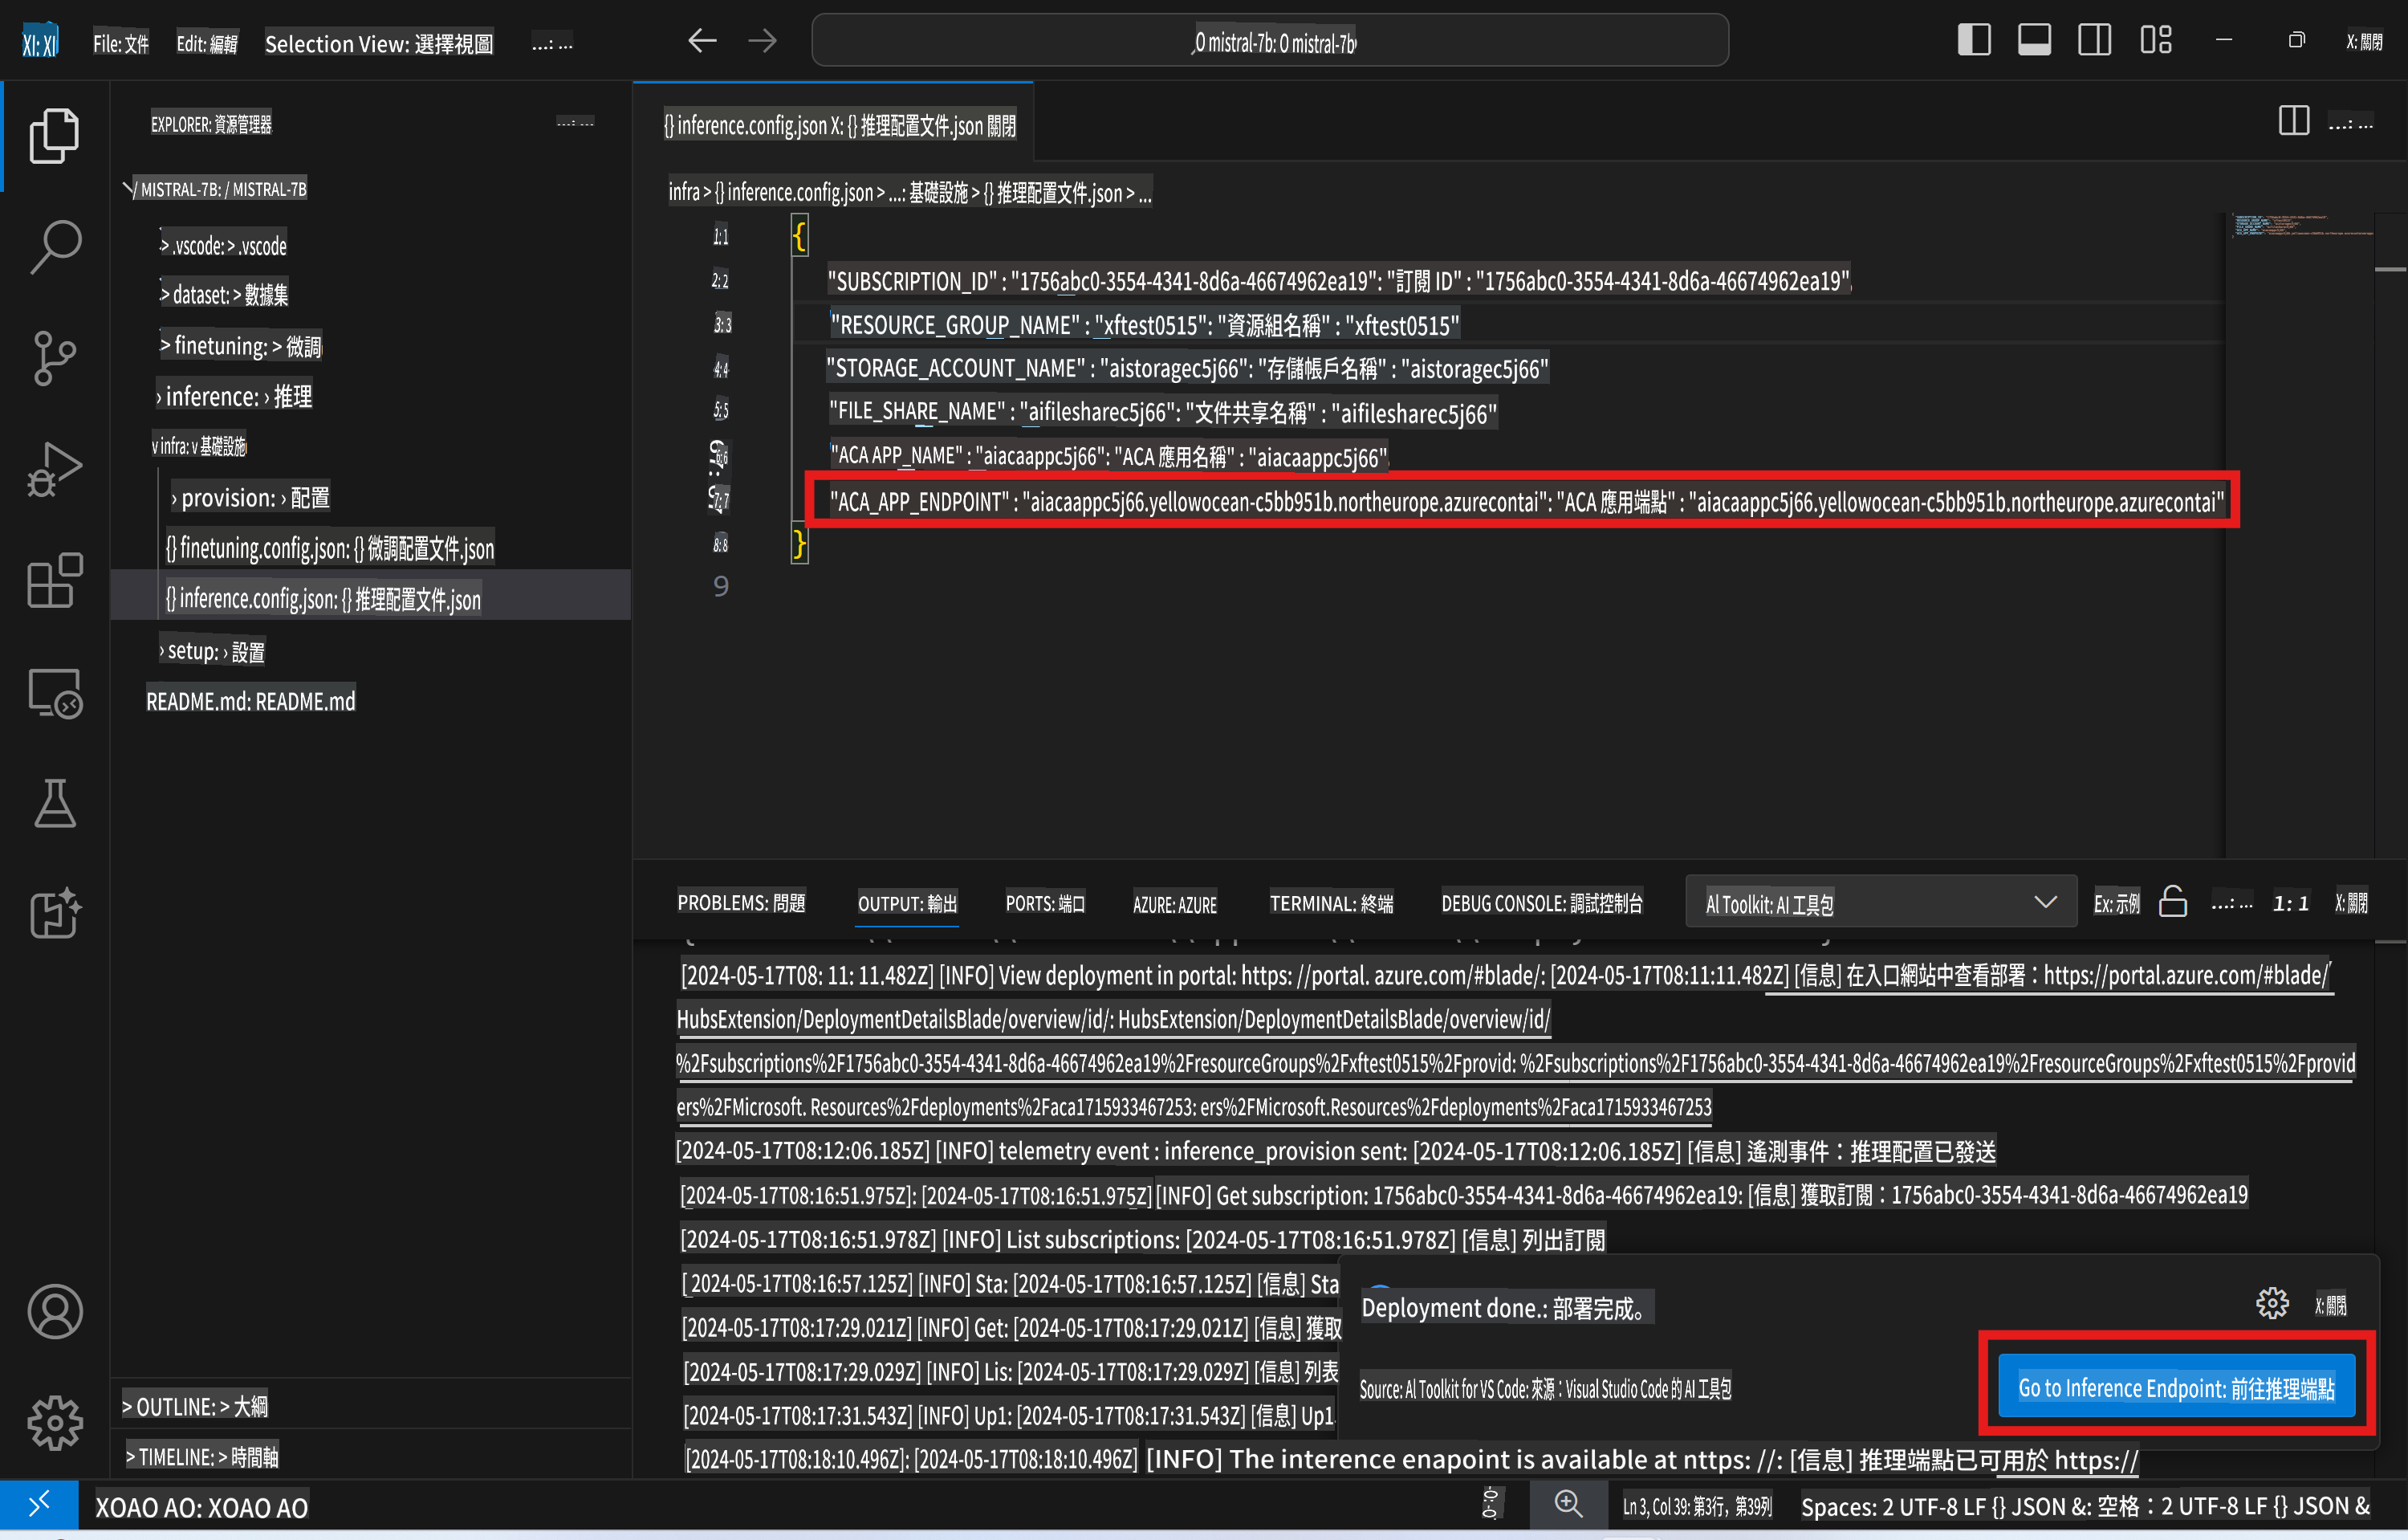 XI: XI File: 文件 Edit: 編輯 Selection View: 選擇視圖 ...: ...
O mistral-7b: O mistral-7b
X: 關閉
EXPLORER: 資源管理器
/ MISTRAL-7B: / MISTRAL-7B
> .vscode: > .vscode
> dataset: > 數據集
> finetuning: > 微調
› inference: › 推理
v infra: v 基礎設施
› provision: › 配置
{} finetuning.config.json: {} 微調配置文件.json
{} inference.config.json: {} 推理配置文件.json
› setup: › 設置
README.md: README.md
> OUTLINE: > 大綱
> TIMELINE: > 時間軸
{} inference.config.json X: {} 推理配置文件.json 關閉
...: ...
infra > {} inference.config.json > ...: 基礎設施 > {} 推理配置文件.json > ...
1: 1 {
2: 2 "SUBSCRIPTION_ID" : "1756abc0-3554-4341-8d6a-46674962ea19": "訂閱 ID" : "1756abc0-3554-4341-8d6a-46674962ea19"
3: 3 "RESOURCE_GROUP_NAME" : "xftest0515": "資源組名稱" : "xftest0515"
4: 4 "STORAGE_ACCOUNT_NAME" : "aistoragec5j66": "存儲帳戶名稱" : "aistoragec5j66"
5: 5 "FILE_SHARE_NAME" : "aifilesharec5j66": "文件共享名稱" : "aifilesharec5j66"
6: 6 "ACA APP_NAME" : "aiacaappc5j66": "ACA 應用名稱" : "aiacaappc5j66"
7: 7 "ACA_APP_ENDPOINT" : "aiacaappc5j66.yellowocean-c5bb951b.northeurope.azurecontai": "ACA 應用端點" : "aiacaappc5j66.yellowocean-c5bb951b.northeurope.azurecontai"
8: 8 }
9
PROBLEMS: 問題 OUTPUT: 輸出 PORTS: 端口 AZURE: AZURE TERMINAL: 終端 DEBUG CONSOLE: 調試控制台 Al Toolkit: AI 工具包 Ex: 示例 ...: ... 1: 1 X: 關閉
[2024-05-17T08: 11: 11.482Z] [INFO] View deployment in portal: https: //portal. azure.com/#blade/: [2024-05-17T08:11:11.482Z] [信息] 在入口網站中查看部署：https://portal.azure.com/#blade/
HubsExtension/DeploymentDetailsBlade/overview/id/: HubsExtension/DeploymentDetailsBlade/overview/id/
%2Fsubscriptions%2F1756abc0-3554-4341-8d6a-46674962ea19%2FresourceGroups%2Fxftest0515%2Fprovid: %2Fsubscriptions%2F1756abc0-3554-4341-8d6a-46674962ea19%2FresourceGroups%2Fxftest0515%2Fprovid
ers%2FMicrosoft. Resources%2Fdeployments%2Faca1715933467253: ers%2FMicrosoft.Resources%2Fdeployments%2Faca1715933467253
[2024-05-17T08:12:06.185Z] [INFO] telemetry event : inference_provision sent: [2024-05-17T08:12:06.185Z] [信息] 遙測事件：推理配置已發送
[2024-05-17T08:16:51.975Z]: [2024-05-17T08:16:51.975Z] [INFO] Get subscription: 1756abc0-3554-4341-8d6a-46674962ea19: [信息] 獲取訂閱：1756abc0-3554-4341-8d6a-46674962ea19
[2024-05-17T08:16:51.978Z] [INFO] List subscriptions: [2024-05-17T08:16:51.978Z] [信息] 列出訂閱
[ 2024-05-17T08:16:57.125Z] [INFO] Sta: [2024-05-17T08:16:57.125Z] [信息] Sta
[2024-05-17T08:17:29.021Z] [INFO] Get: [2024-05-17T08:17:29.021Z] [信息] 獲取
[2024-05-17T08:17:29.029Z] [INFO] Lis: [2024-05-17T08:17:29.029Z] [信息] 列表
[2024-05-17T08:17:31.543Z] [INFO] Up1: [2024-05-17T08:17:31.543Z] [信息] Up1
[2024-05-17T08:18:10.496Z]: [2024-05-17T08:18:10.496Z] [INFO] The interence enapoint is available at nttps: //: [信息] 推理端點已可用於 https://
Deployment done.: 部署完成。
X: 關閉
Source: Al Toolkit for VS Code: 來源：Visual Studio Code 的 AI 工具包
Go to Inference Endpoint: 前往推理端點
XOAO AO: XOAO AO
Ln 3, Col 39: 第3行，第39列
Spaces: 2 UTF-8 LF {} JSON &: 空格：2 UTF-8 LF {} JSON &